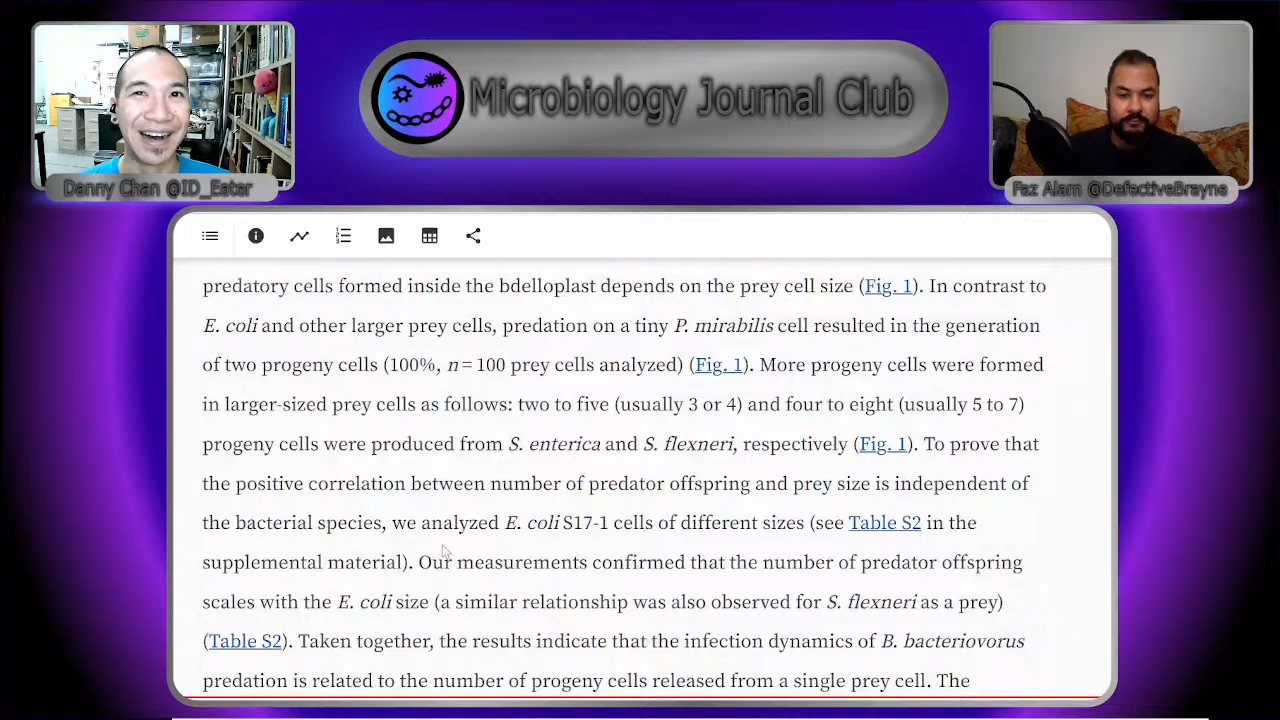 Microbiology Journal Club
Danny Chan @ID_Eater
Faz Alam @DefectiveBrayne
predatory cells formed inside the bdelloplast depends on the prey cell size (Fig. 1). In contrast to
E. coli and other larger prey cells, predation on a tiny P. mirabilis cell resulted in the generation
of two progeny cells (100%, n = 100 prey cells analyzed) (Fig. 1). More progeny cells were formed
in larger-sized prey cells as follows: two to five (usually 3 or 4) and four to eight (usually 5 to 7)
progeny cells were produced from S. enterica and S. flexneri, respectively (Fig. 1). To prove that
the positive correlation between number of predator offspring and prey size is independent of
the bacterial species, we analyzed E. coli S17-1 cells of different sizes (see Table S2 in the
supplemental material). Our measurements confirmed that the number of predator offspring
scales with the E. coli size (a similar relationship was also observed for S. flexneri as a prey)
(Table S2). Taken together, the results indicate that the infection dynamics of B. bacteriovorus
predation is related to the number of progeny cells released from a single prey cell. The